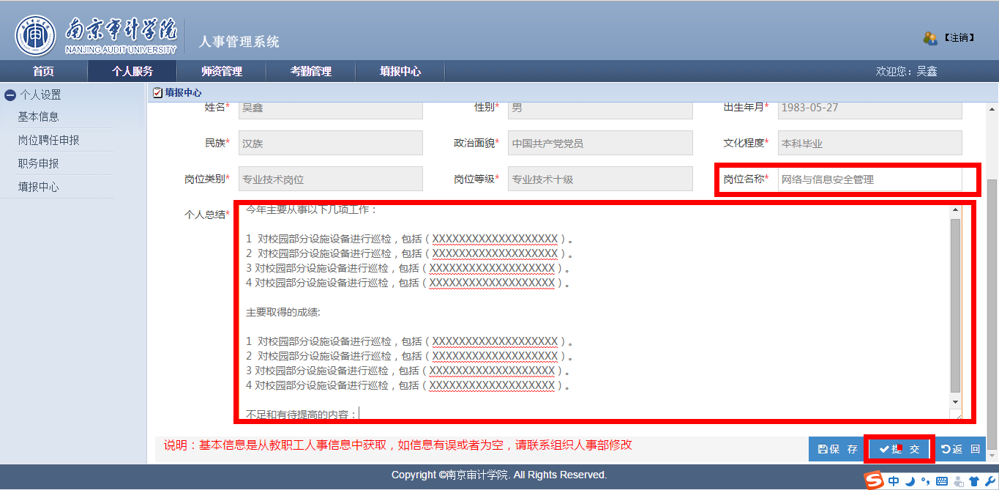 南京审计学院
NANJING AUDIT UNIVERSITY
人事管理系统
【注销】
首页 个人服务 师资管理 考勤管理 填报中心 欢迎您：吴鑫
个人设置
基本信息
岗位聘任申报
职务申报
填报中心
填报中心
姓名* 吴鑫 性别* 男 出生年月* 1983-05-27
民族* 汉族 政治面貌* 中国共产党党员 文化程度* 本科毕业
岗位类别* 专业技术岗位 岗位等级* 专业技术十级 岗位名称* 网络与信息安全管理
个人总结*
今年主要从事以下几项工作：
1 对校园部分设施设备进行巡检，包括（XXXXXXXXXXXXXXXXXXX）。
2 对校园部分设施设备进行巡检，包括（XXXXXXXXXXXXXXXXXXX）。
3 对校园部分设施设备进行巡检，包括（XXXXXXXXXXXXXXXXXXX）。
4 对校园部分设施设备进行巡检，包括（XXXXXXXXXXXXXXXXXXX）。
主要取得的成绩:
1 对校园部分设施设备进行巡检，包括（XXXXXXXXXXXXXXXXXXX）。
2 对校园部分设施设备进行巡检，包括（XXXXXXXXXXXXXXXXXXX）。
3 对校园部分设施设备进行巡检，包括（XXXXXXXXXXXXXXXXXXX）。
4 对校园部分设施设备进行巡检，包括（XXXXXXXXXXXXXXXXXXX）。
不足和有待提高的内容：
说明：基本信息是从教职工人事信息中获取，如信息有误或者为空，请联系组织人事部修改
保 存 提 交 返 回
Copyright ©南京审计学院. All Rights Reserved.
中